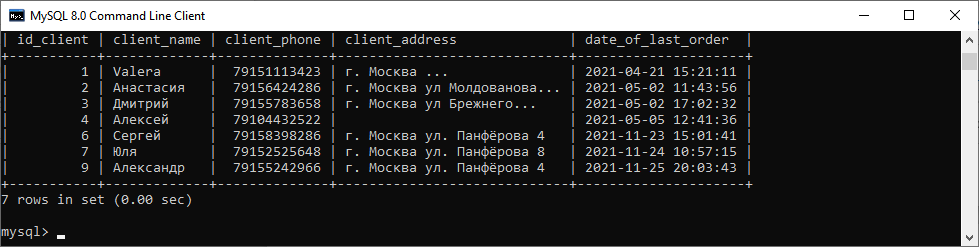 MySQL 8.0 Command Line Client
| id_client | client_name | client_phone | client_address              | date_of_last_order  |
+-----------+-------------+--------------+-----------------------------+---------------------+
|         1 | Valera      |  79151113423 | г. Москва ...               | 2021-04-21 15:21:11 |
|         2 | Анастасия   |  79156424286 | г. Москва ул Молдованова... | 2021-05-02 11:43:56 |
|         3 | Дмитрий     |  79155783658 | г. Москва ул Брежнего...    | 2021-05-02 17:02:32 |
|         4 | Алексей     |  79104432522 |                             | 2021-05-05 12:41:36 |
|         6 | Сергей      |  79158398286 | г. Москва ул. Панфёрова 4   | 2021-11-23 15:01:41 |
|         7 | Юля         |  79152525648 | г. Москва ул. Панфёрова 8   | 2021-11-24 10:57:15 |
|         9 | Александр   |  79155242966 | г. Москва ул. Панфёрова 4   | 2021-11-25 20:03:43 |
+-----------+-------------+--------------+-----------------------------+---------------------+
7 rows in set (0.00 sec)
mysql> _